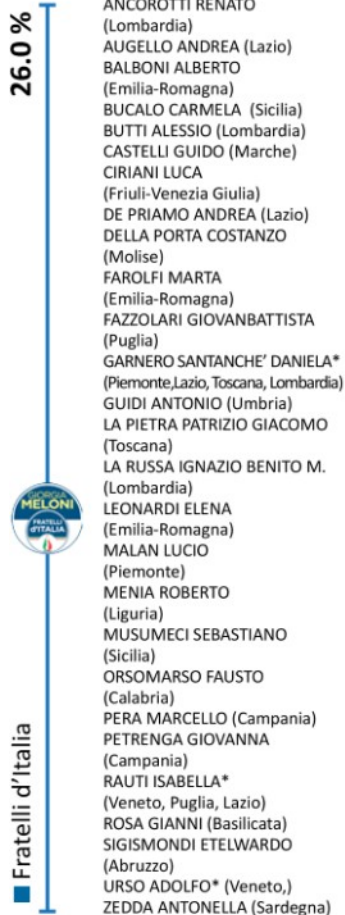 26.0 %
ANCOROTTI RENATO
(Lombardia)
AUGELLO ANDREA (Lazio)
BALBONI ALBERTO
(Emilia-Romagna)
BUCALO CARMELA (Sicilia)
BUTTI ALESSIO (Lombardia)
CASTELLI GUIDO (Marche)
CIRIANI LUCA
(Friuli-Venezia Giulia)
DE PRIAMO ANDREA (Lazio)
DELLA PORTA COSTANZO
(Molise)
FAROLFI MARTA
(Emilia-Romagna)
FAZZOLARI GIOVANBATTISTA
(Puglia)
GARNERO SANTANCHE’ DANIELA*
(Piemonte,Lazio, Toscana, Lombardia)
GUIDI ANTONIO (Umbria)
LA PIETRA PATRIZIO GIACOMO
(Toscana)
LA RUSSA IGNAZIO BENITO M.
(Lombardia)
LEONARDI ELENA
(Emilia-Romagna)
MALAN LUCIO
(Piemonte)
MENIA ROBERTO
(Liguria)
MUSUMECI SEBASTIANO
(Sicilia)
ORSOMARSO FAUSTO
(Calabria)
PERA MARCELLO (Campania)
PETRENGA GIOVANNA
(Campania)
RAUTI ISABELLA*
(Veneto, Puglia, Lazio)
ROSA GIANNI (Basilicata)
SIGISMONDI ETELWARDO
(Abruzzo)
URSO ADOLFO* (Veneto,)
ZEDDA ANTONELLA (Sardegna)
GIORGIA
MELONI
FRATELLI
d'ITALIA
Fratelli d’Italia